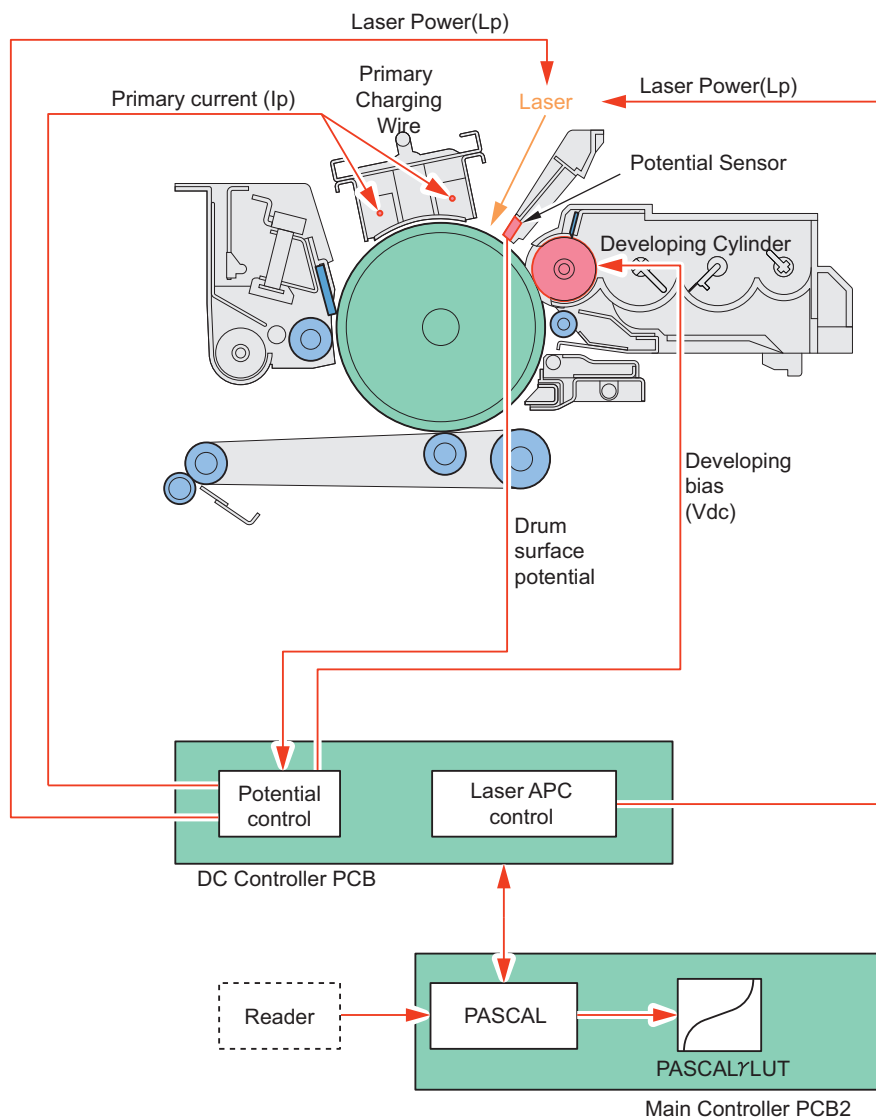 Laser Power(Lp)
Primary
Charging
Wire
Primary current (Ip)
Laser
Laser Power(Lp)
Potential Sensor
Developing Cylinder
Developing
bias
(Vdc)
Drum
surface
potential
Potential
control
Laser APC
control
DC Controller PCB
Reader
PASCAL
PASCALγLUT
Main Controller PCB2